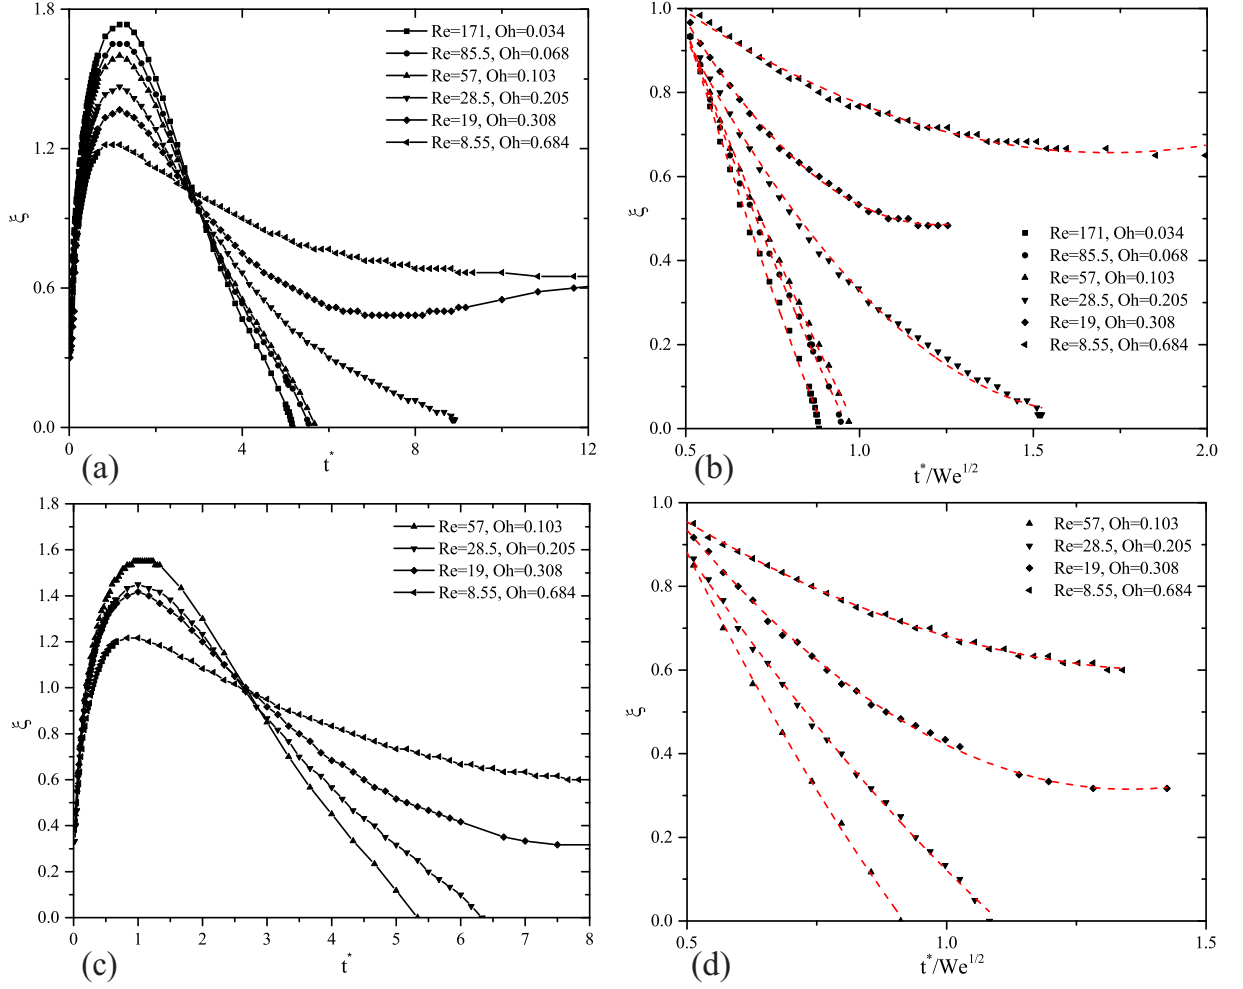 1.8
1.2
0.6
0.0
ξ
Re=171, Oh=0.034
Re=85.5, Oh=0.068
Re=57, Oh=0.103
Re=28.5, Oh=0.205
Re=19, Oh=0.308
Re=8.55, Oh=0.684
0 4 8 12
t*
(a)
1.0
0.8
0.6
0.4
0.2
0.0
ξ
Re=171, Oh=0.034
Re=85.5, Oh=0.068
Re=57, Oh=0.103
Re=28.5, Oh=0.205
Re=19, Oh=0.308
Re=8.55, Oh=0.684
0.5 1.0 1.5 2.0
t*/We1/2
(b)
1.8
1.6
1.4
1.2
1.0
0.8
0.6
0.4
0.2
0.0
ξ
Re=57, Oh=0.103
Re=28.5, Oh=0.205
Re=19, Oh=0.308
Re=8.55, Oh=0.684
0 1 2 3 4 5 6 7 8
t*
(c)
1.0
0.8
0.6
0.4
0.2
0.0
ξ
Re=57, Oh=0.103
Re=28.5, Oh=0.205
Re=19, Oh=0.308
Re=8.55, Oh=0.684
0.5 1.0 1.5
t*/We1/2
(d)